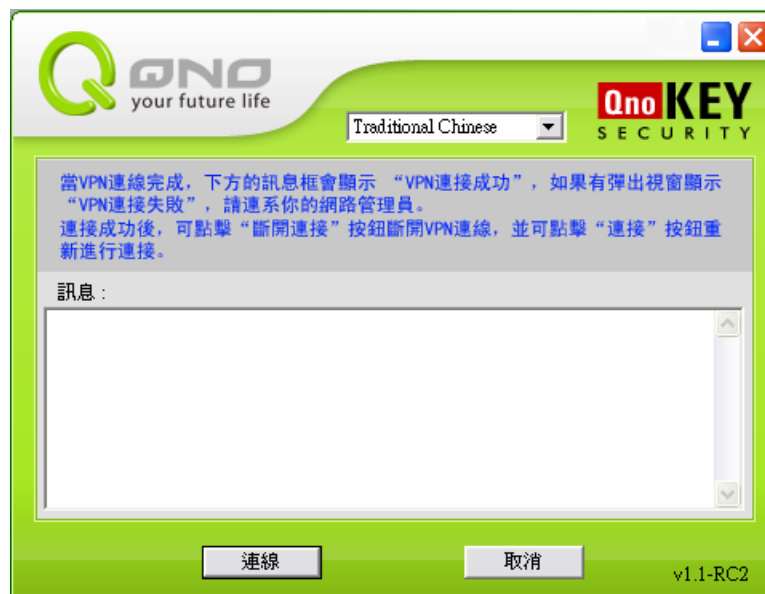 QNO
your future life
Traditional Chinese
Qno KEY
SECURITY
當VPN連線完成，下方的訊息框會顯示 “VPN連接成功”，如果有彈出視窗顯示
“VPN連接失敗”，請連系你的網路管理員。
連接成功後，可點擊“斷開連接”按鈕斷開VPN連線，並可點擊“連接”按鈕重
新進行連接。
訊息：
連線
取消
v1.1-RC2